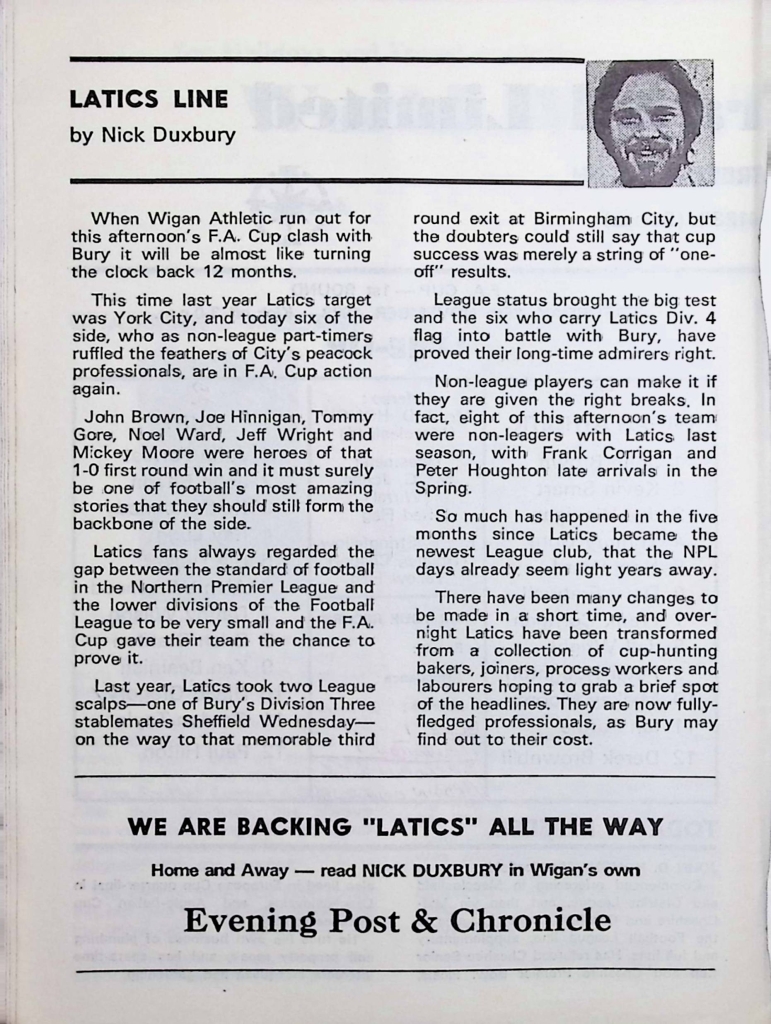 LATICS LINE
by Nick Duxbury
When Wigan Athletic run out for
this afternoon's F.A. Cup clash with
Bury it will be almost like turning
the clock back 12 months.
This time last year Latics target
was York City, and today six of the
side, who as non-league part-timers
ruffled the feathers of City's peacock
professionals, are in F.A. Cup action
again.
John Brown, Joe Hinnigan, Tommy
Gore, Noel Ward, Jeff Wright and
Mickey Moore were heroes of that
1-0 first round win and it must surely
be one of football's most amazing
stories that they should still form the
backbone of the side.
Latics fans always regarded the
gap between the standard of football
in the Northern Premier League and
the lower divisions of the Football
League to be very small and the F.A.
Cup gave their team the chance to
prove it.
Last year, Latics took two League
scalps—one of Bury's Division Three
stablemates Sheffield Wednesday—
on the way to that memorable third
round exit at Birmingham City, but
the doubters could still say that cup
success was merely a string of "one-
off" results.
League status brought the big test
and the six who carry Latics Div. 4
flag into battle with Bury, have
proved their long-time admirers right.
Non-league players can make it if
they are given the right breaks. In
fact, eight of this afternoon's team
were non-leagers with Latics last
season, with Frank Corrigan and
Peter Houghton late arrivals in the
Spring.
So much has happened in the five
months since Latics became the
newest League club, that the NPL
days already seem light years away.
There have been many changes to
be made in a short time, and over-
night Latics have been transformed
from a collection of cup-hunting
bakers, joiners, process workers and
labourers hoping to grab a brief spot
of the headlines. They are now fully-
fledged professionals, as Bury may
find out to their cost.
WE ARE BACKING "LATICS" ALL THE WAY
Home and Away — read NICK DUXBURY in Wigan's own
Evening Post & Chronicle